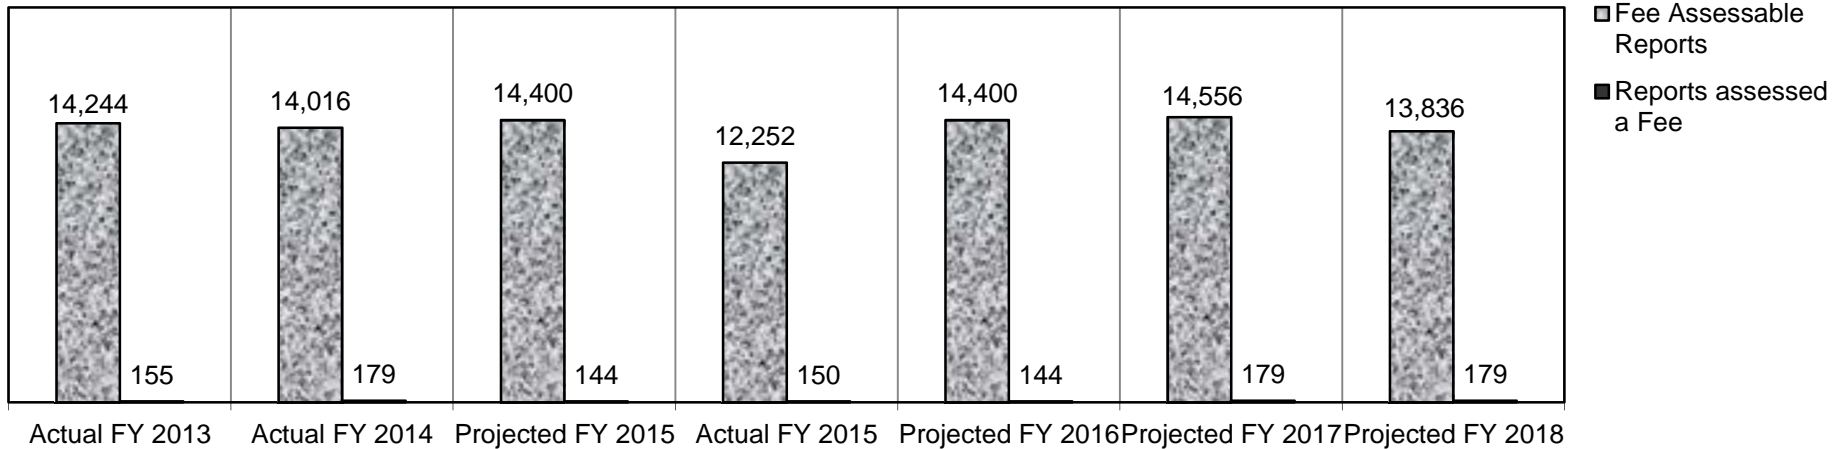 Fee Assessable
Reports
Reports assessed
a Fee
14,244
14,016
14,400
12,252
14,400
14,556
13,836
155
179
144
150
144
179
179
Actual FY 2013
Actual FY 2014
Projected FY 2015
Actual FY 2015
Projected FY 2016
Projected FY 2017
Projected FY 2018